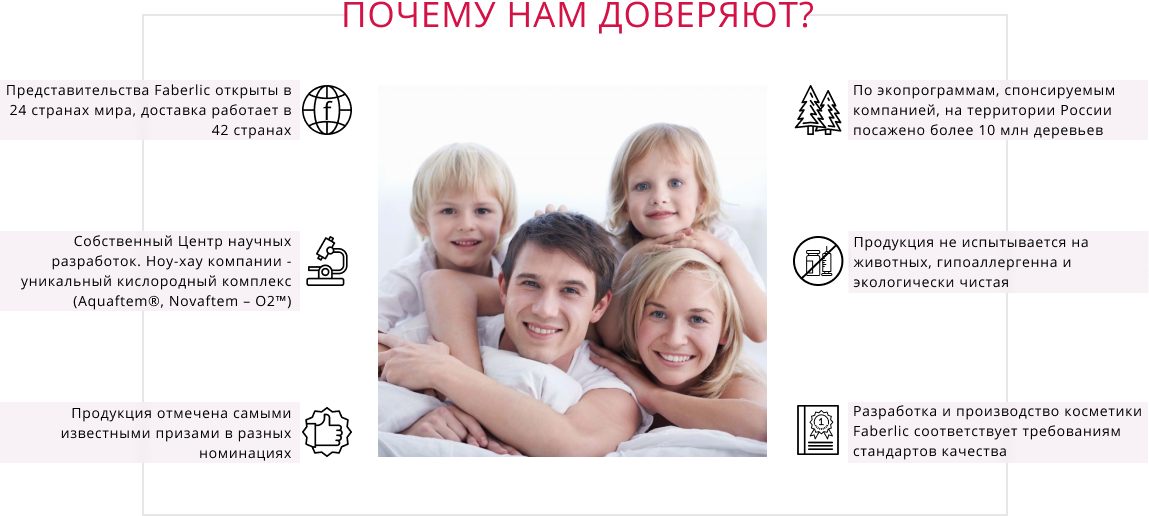 ПОЧЕМУ НАМ ДОВЕРЯЮТ?
Представительства Faberlic открыты в
24 странах мира, доставка работает в
42 странах
f
Собственный Центр научных
разработок. Ноу-хау компании -
уникальный кислородный комплекс
(Aquaftem®, Novaftem – O2™)
Продукция отмечена самыми
известными призами в разных
номинациях
По экопрограммам, спонсируемым
компанией, на территории России
посажено более 10 млн деревьев
Продукция не испытывается на
животных, гипоаллергенна и
экологически чистая
1
Разработка и производство косметики
Faberlic соответствует требованиям
стандартов качества